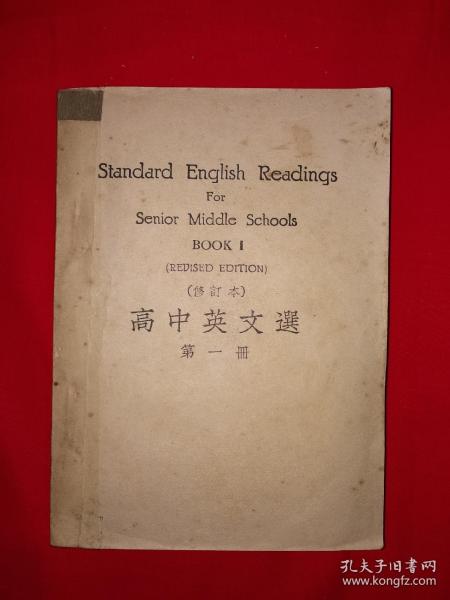 Standard English Readings
For
Senior Middle Schools
BOOK I
(REVISED EDITION)
(修訂本)
高中英文選
第一冊
孔夫子旧书网
www.kongfz.com